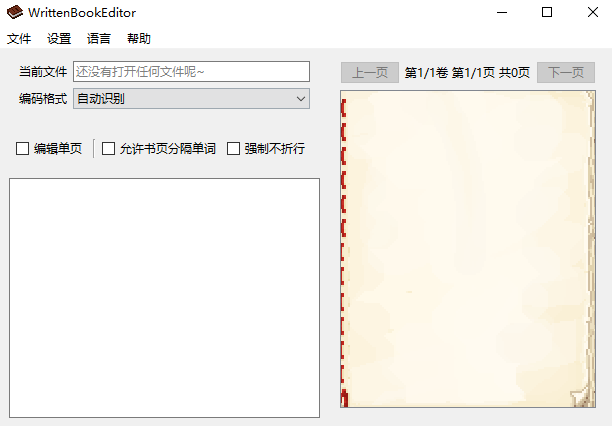 WrittenBookEditor
文件 设置 语言 帮助
当前文件 还没有打开任何文件呢~
编码格式 自动识别
编辑单页 允许书页分隔单词 强制不折行
上一页 第1/1卷 第1/1页 共0页 下一页